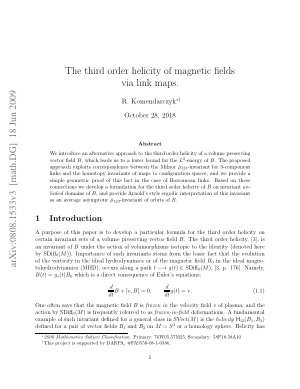 arXiv:0808.1533v3 [math.DG] 18 Jun 2009
The third order helicity of magnetic fields
via link maps.
R. Komendarczyk*†
October 28, 2018
Abstract
We introduce an alternative approach to the third order helicity of a volume preserving
vector field B, which leads us to a lower bound for the L²-energy of B. The proposed
approach exploits correspondence between the Milnor μ̄₁₂₃-invariant for 3-component
links and the homotopy invariants of maps to configuration spaces, and we provide a
simple geometric proof of this fact in the case of Borromean links. Based on these
connections we develop a formulation for the third order helicity of B on invariant
unlinked domains of B, and provide Arnold's style ergodic interpretation of this invariant
as an average asymptotic μ̄₁₂₃-invariant of orbits of B.
1 Introduction
A purpose of this paper is to develop a particular formula for the third order helicity on
certain invariant sets of a volume preserving vector field B. The third order helicity, [3], is
an invariant of B under the action of volumorphisms isotopic to the identity (denoted here
by SDiff₀(M)). Importance of such invariants stems from the basic fact that the evolution
of the vorticity in the ideal hydrodynamics or of the magnetic field B₀ in the ideal magneto-
hydrodynamics (MHD), occurs along a path t ⟶ g(t) ∈ SDiff₀(M), [3, p. 176]. Namely,
B(t) = g*(t)B₀ which is a direct consequence of Euler's equations:
d/dt B + [v, B] = 0, d/dt g(t) = v. (1.1)
One often says that the magnetic field B is frozen in the velocity field v of plasma, and the
action by SDiff₀(M) is frequently referred to as frozen-in-field deformations. A fundamental
example of such invariant defined for a general class in SVect(M) is the helicity H₁₂(B₁, B₂)
defined for a pair of vector fields B₁ and B₂ on M = S³ or a homology sphere. Helicity has
*2000 Mathematics Subject Classification. Primary: 76W05,57M25, Secondary: 58F18,58A10
†This project is supported by DARPA, #FA9550-08-1-0386.
1